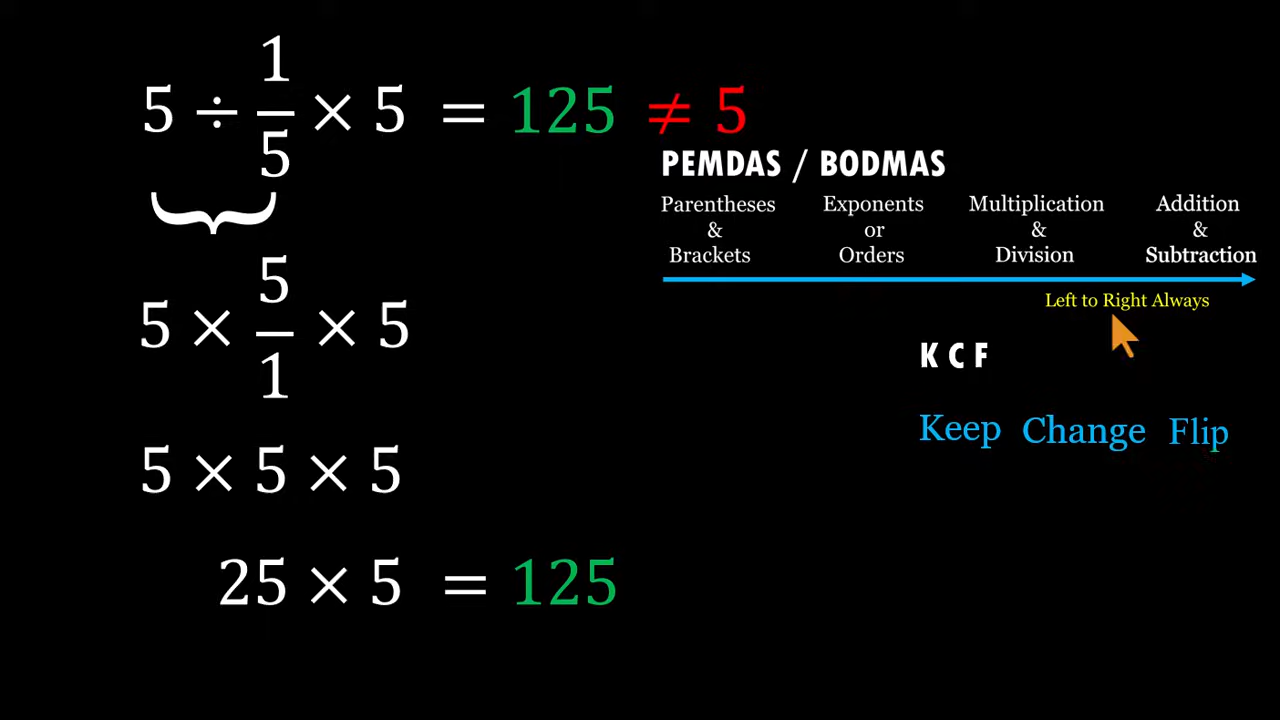 5 ÷ 1/5 × 5 = 125 ≠ 5
PEMDAS / BODMAS
Parentheses & Brackets
Exponents or Orders
Multiplication & Division
Addition & Subtraction
Left to Right Always
5 × 5/1 × 5
K C F
Keep Change Flip
5 × 5 × 5
25 × 5 = 125